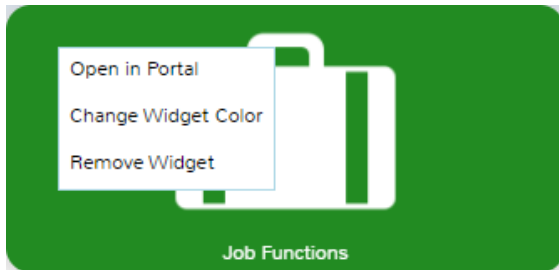 Open in Portal
Change Widget Color
Remove Widget
Job Functions